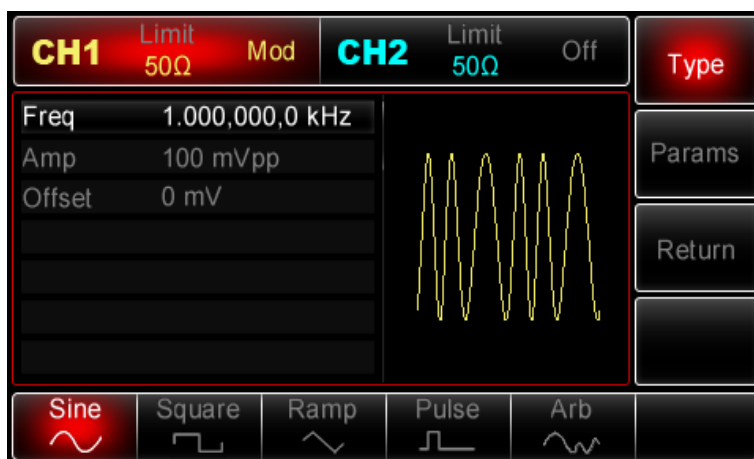 CH1 Limit 50Ω Mod CH2 Limit 50Ω Off
Type
Freq 1.000,000,0 kHz
Amp 100 mVpp
Offset 0 mV
Params
Return
Sine Square Ramp Pulse Arb